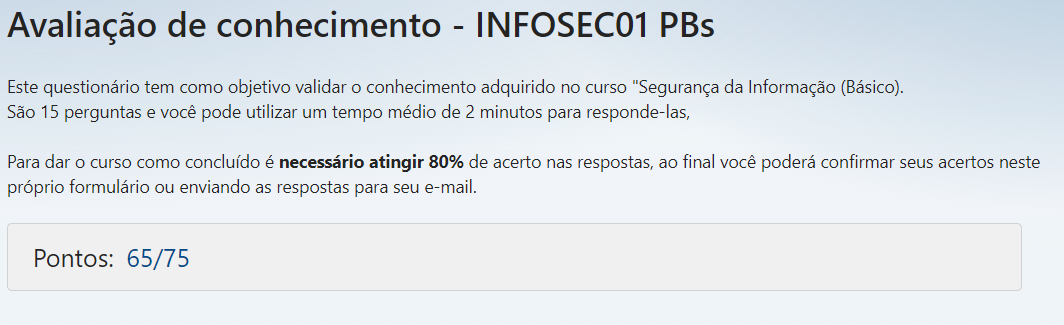 Avaliação de conhecimento - INFOSEC01 PBs
Este questionário tem como objetivo validar o conhecimento adquirido no curso "Segurança da Informação (Básico).
São 15 perguntas e você pode utilizar um tempo médio de 2 minutos para responde-las,
Para dar o curso como concluído é necessário atingir 80% de acerto nas respostas, ao final você poderá confirmar seus acertos neste
próprio formulário ou enviando as respostas para seu e-mail.
Pontos: 65/75